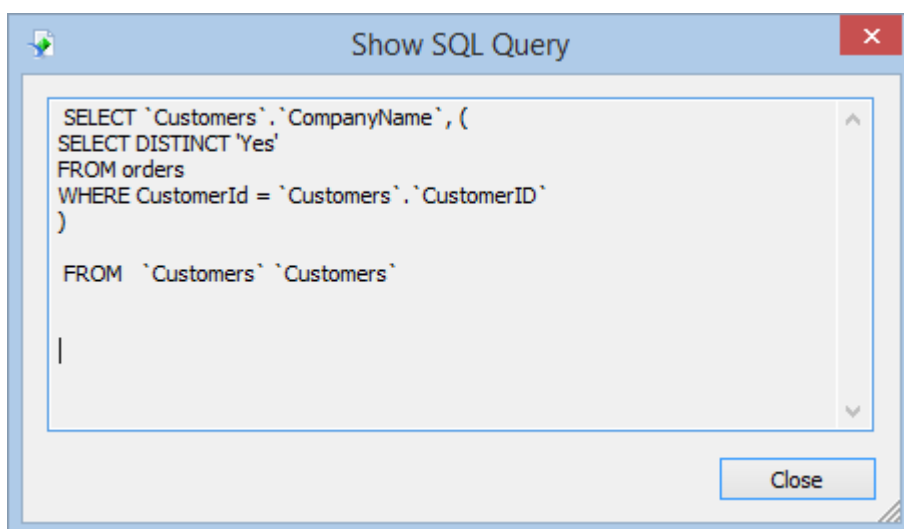 Show SQL Query
SELECT `Customers`.`CompanyName`, (
SELECT DISTINCT 'Yes'
FROM orders
WHERE CustomerId = `Customers`.`CustomerID`
)
FROM   `Customers` `Customers`
Close